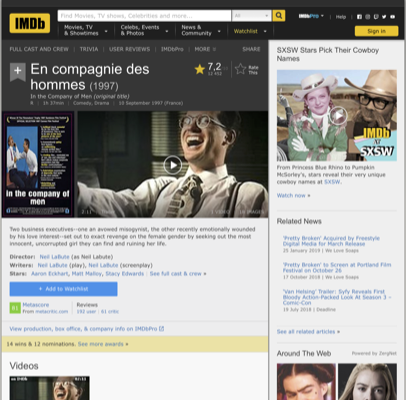 IMDb
Find Movies, TV shows, Celebrities and more...
All
IMDbPro
Help
Movies, TV
& Showtimes
Celebs, Events
& Photos
News &
Community
Watchlist
Sign in
FULL CAST AND CREW | TRIVIA | USER REVIEWS | IMDbPro | MORE
SHARE
En compagnie des
hommes (1997)
7,2
Rate
This
In the Company of Men (original title)
R | 1h 37min | Comedy, Drama | 10 September 1997 (France)
in the company of
men
Two business executives--one an avowed misogynist, the other recently emotionally wounded
by his love interest--set out to exact revenge on the female gender by seeking out the most
innocent, uncorrupted girl they can find and ruining her life.
Director: Neil LaBute (as Neil Labute)
Writers: Neil LaBute (play), Neil LaBute (screenplay)
Stars: Aaron Eckhart, Matt Malloy, Stacy Edwards | See full cast & crew »
+ Add to Watchlist
Metascore
From metacritic.com
Reviews
192 user | 61 critic
View production, box office, & company info on IMDbPro
14 wins & 12 nominations. See more awards »
Videos
SXSW Stars Pick Their Cowboy
Names
IMDb
at
SXSW
From Princess Blue Rhino to Pumpkin
McSorley's, stars reveal their very unique
cowboy names at SXSW.
Watch now »
Related News
'Pretty Broken' Acquired by Freestyle
Digital Media for March Release
25 January 2019 | We Love Soaps
'Pretty Broken' to Screen at Portland Film
Festival on October 26
17 October 2018 | We Love Soaps
'Van Helsing' Trailer: Syfy Reveals First
Bloody Action-Packed Look At Season 3 –
Comic-Con
19 July 2018 | Deadline
See all related articles »
Around The Web
Powered by ZergNet